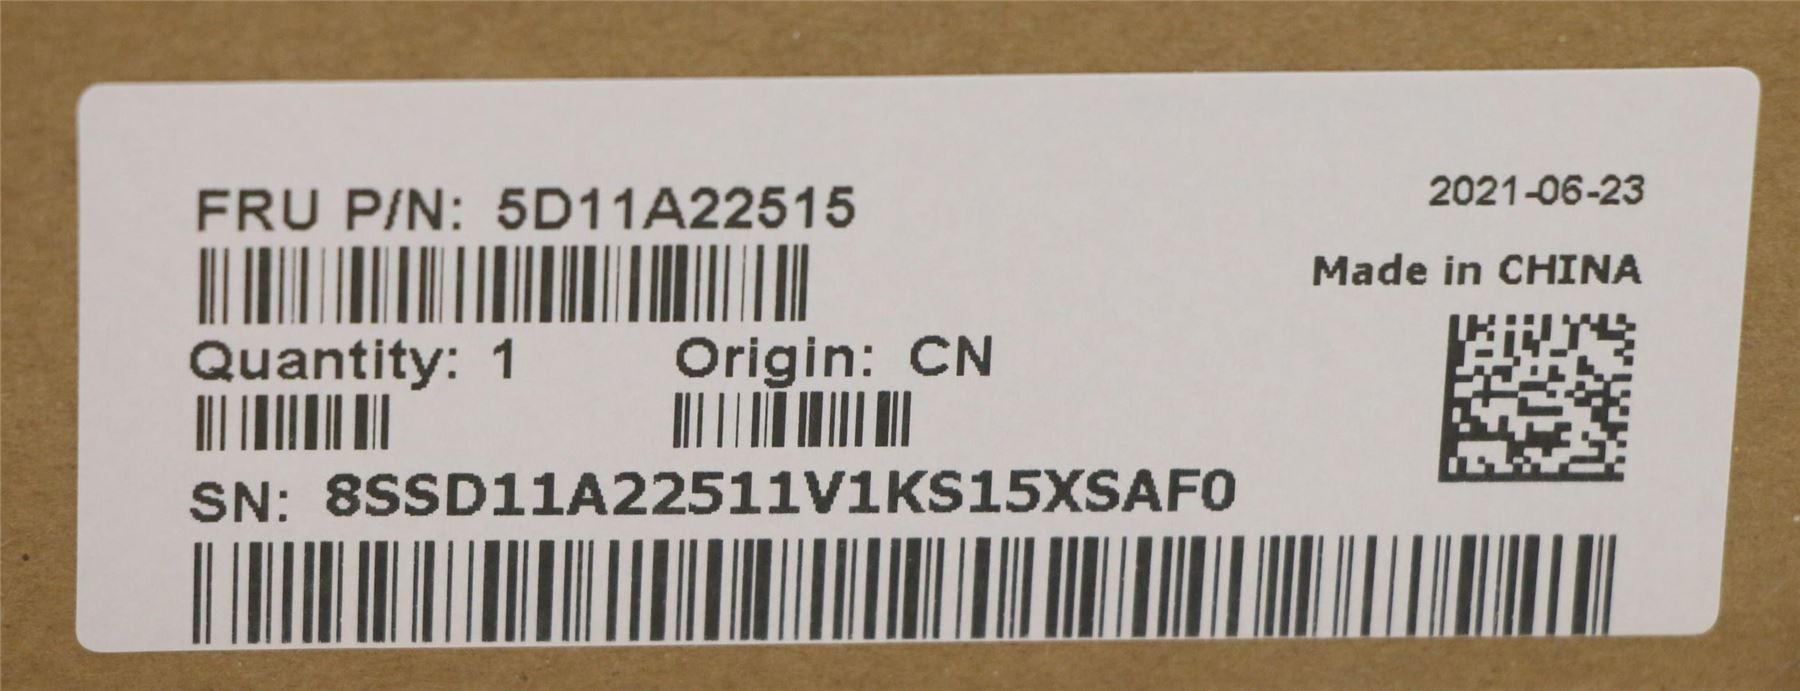 FRU P/N: 5D11A22515
2021-06-23
Made in CHINA
Quantity: 1
Origin: CN
SN: 8SSD11A22511V1KS15XSAF0